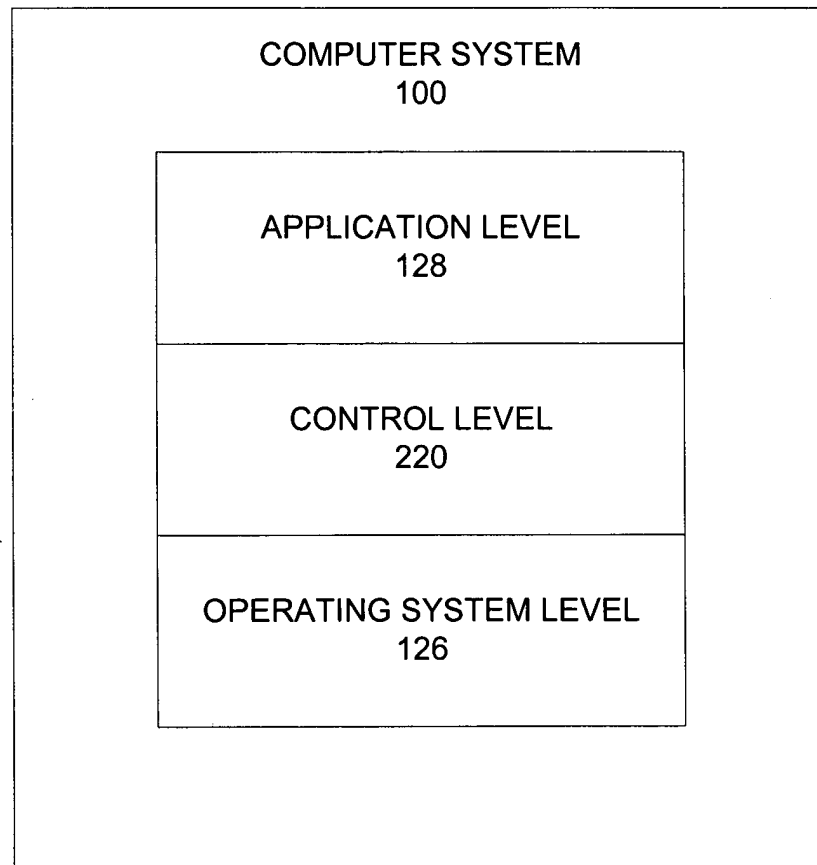 COMPUTER SYSTEM
100
APPLICATION LEVEL
128
CONTROL LEVEL
220
OPERATING SYSTEM LEVEL
126